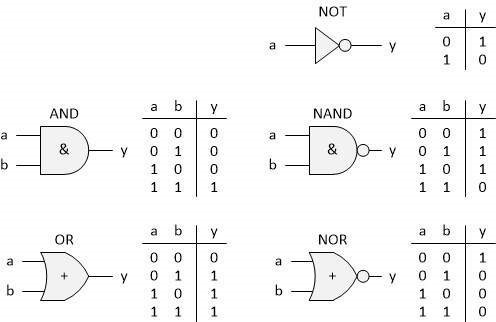 NOT
a y
a y
0 1
1 0
AND
a
b
&
y
a b y
0 0 0
0 1 0
1 0 0
1 1 1
NAND
a
b
&
y
a b y
0 0 1
0 1 1
1 0 1
1 1 0
OR
a
b
+
y
a b y
0 0 0
0 1 1
1 0 1
1 1 1
NOR
a
b
+
y
a b y
0 0 1
0 1 0
1 0 0
1 1 0